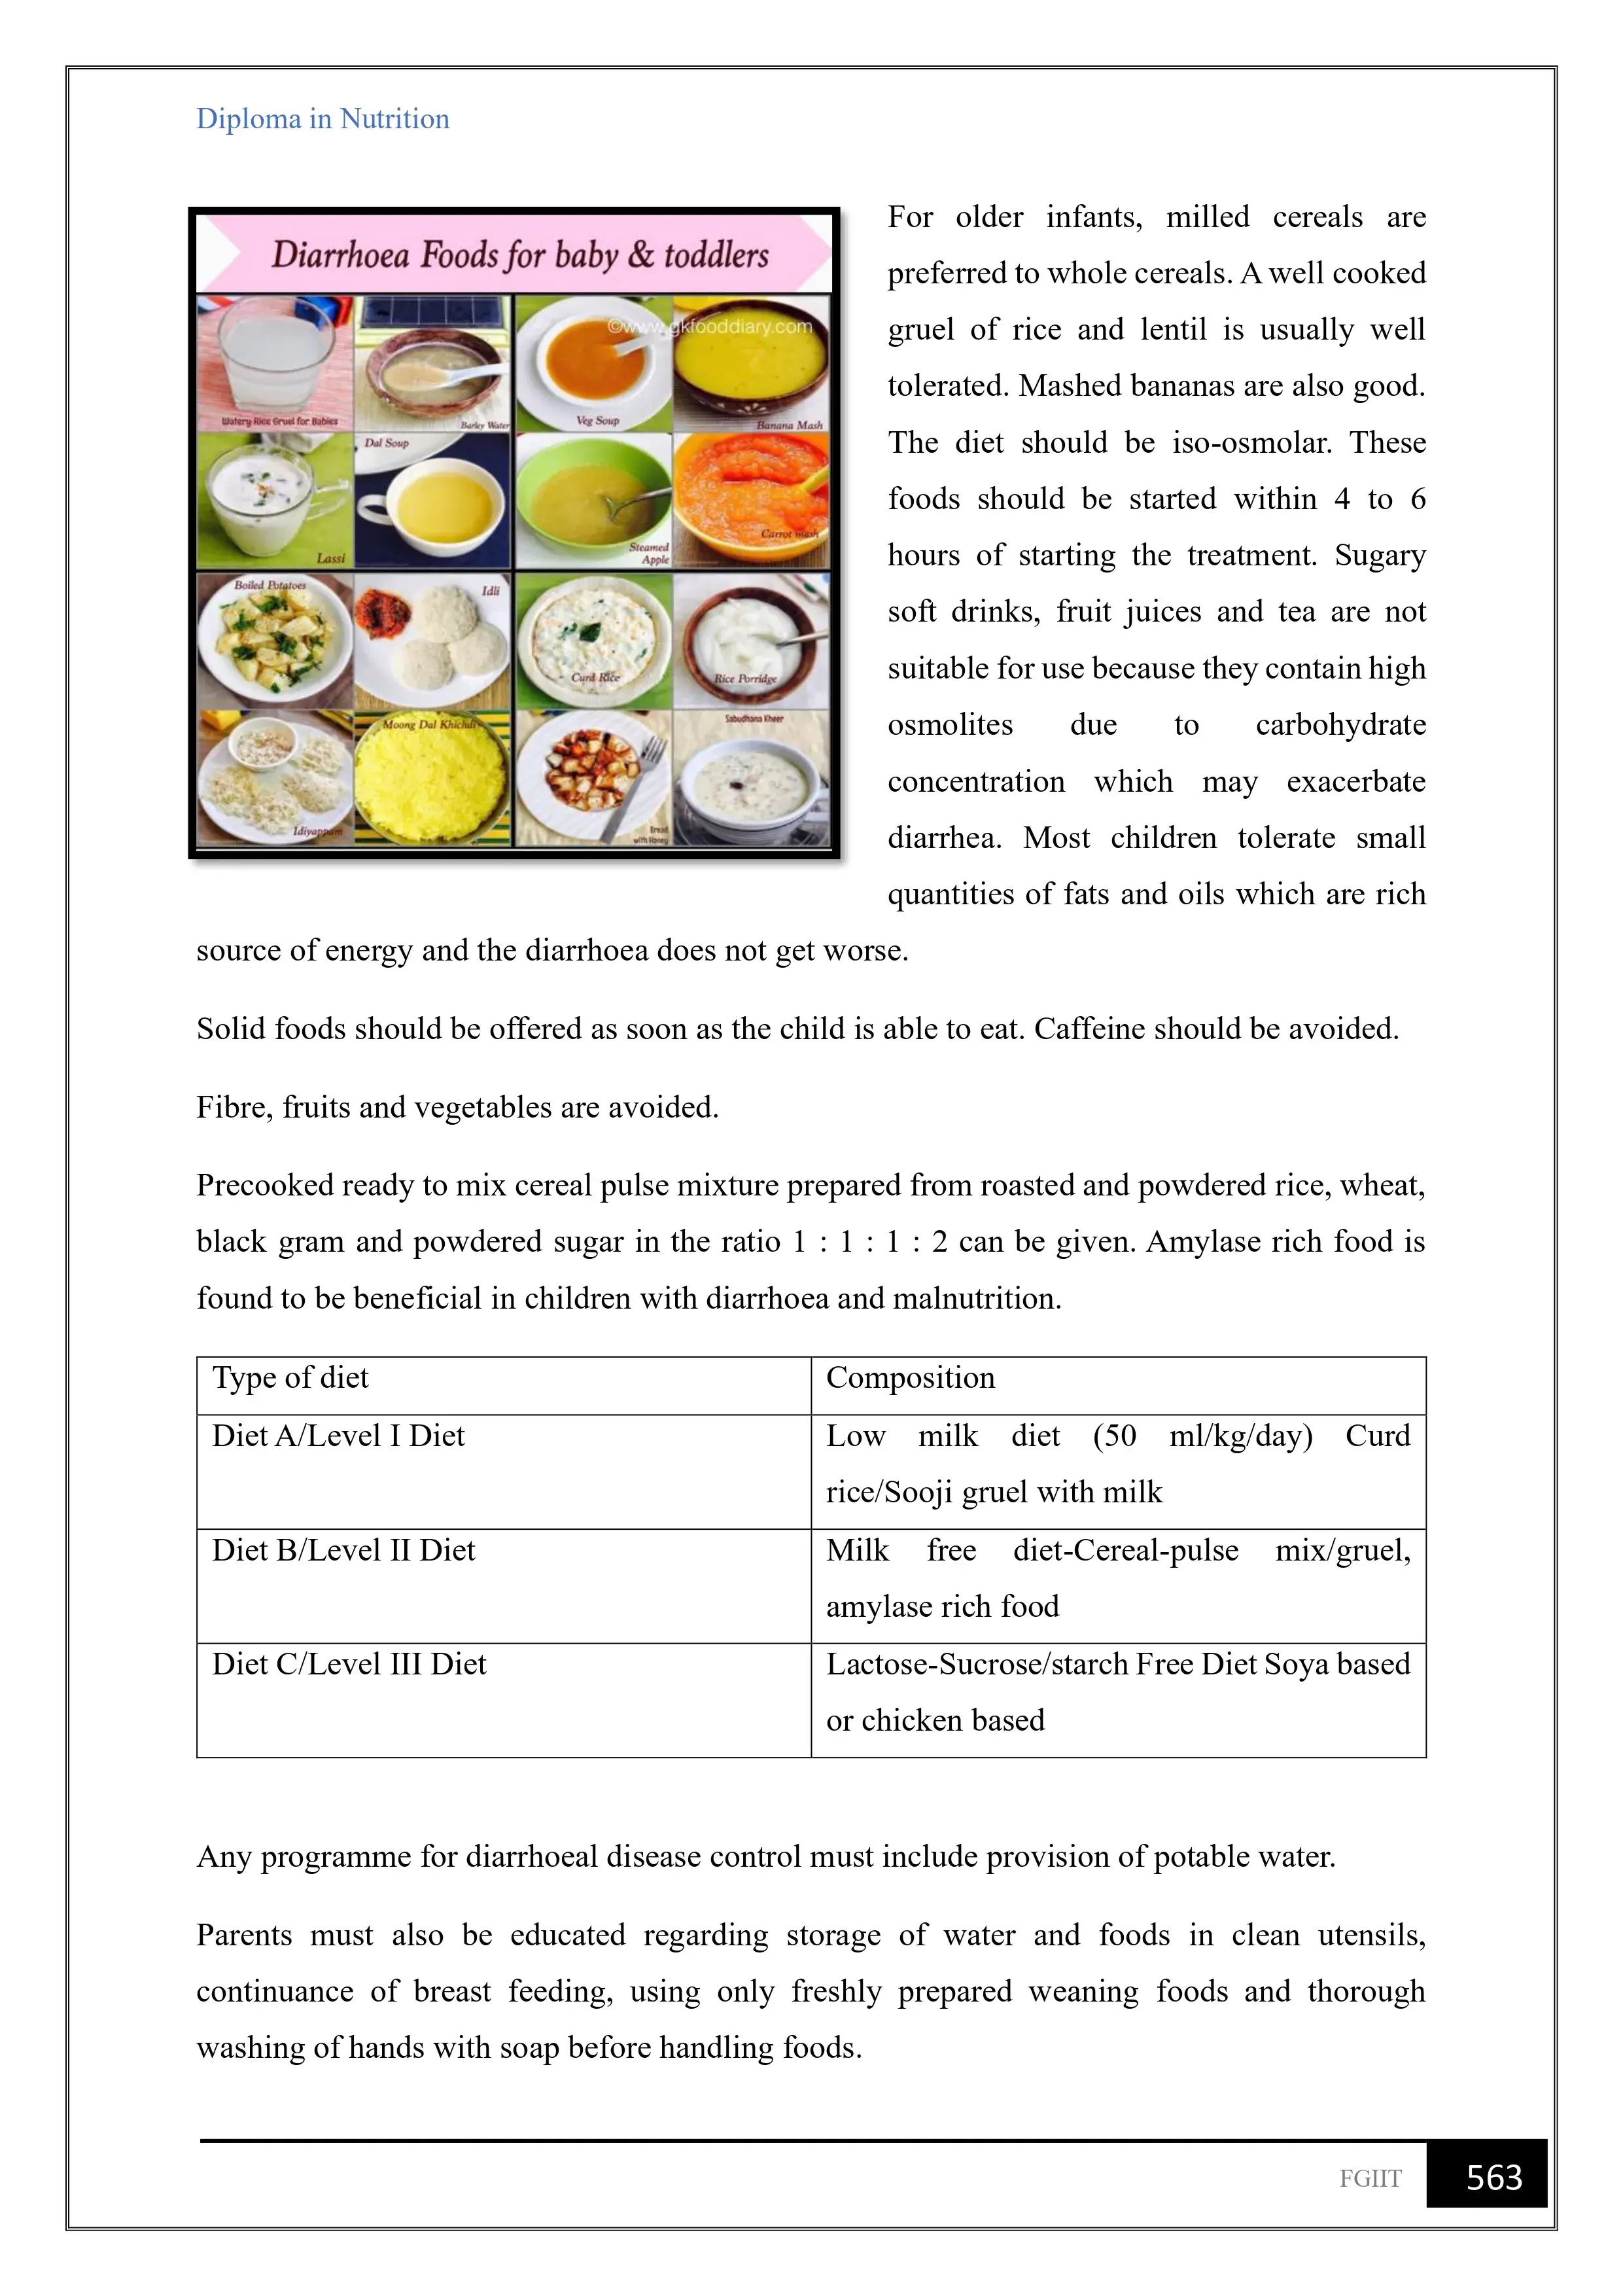 Diploma in Nutrition
Diarrhoea Foods for baby & toddlers
©www.gkfooddiary.com
Watery Rice Gruel for Babies
Barley Water
Veg Soup
Banana Mash
Lassi
Dal Soup
Steamed
Apple
Carrot mash
Boiled Potatoes
Idli
Curd Rice
Rice Porridge
Idiyappam
Moong Dal Khichdi
Bread
with Honey
Sabudhana Kheer
For older infants, milled cereals are
preferred to whole cereals. A well cooked
gruel of rice and lentil is usually well
tolerated. Mashed bananas are also good.
The diet should be iso-osmolar. These
foods should be started within 4 to 6
hours of starting the treatment. Sugary
soft drinks, fruit juices and tea are not
suitable for use because they contain high
osmolites due to carbohydrate
concentration which may exacerbate
diarrhea. Most children tolerate small
quantities of fats and oils which are rich
source of energy and the diarrhoea does not get worse.
Solid foods should be offered as soon as the child is able to eat. Caffeine should be avoided.
Fibre, fruits and vegetables are avoided.
Precooked ready to mix cereal pulse mixture prepared from roasted and powdered rice, wheat,
black gram and powdered sugar in the ratio 1 : 1 : 1 : 2 can be given. Amylase rich food is
found to be beneficial in children with diarrhoea and malnutrition.
Type of diet
Composition
Diet A/Level I Diet
Low milk diet (50 ml/kg/day) Curd
rice/Sooji gruel with milk
Diet B/Level II Diet
Milk free diet-Cereal-pulse mix/gruel,
amylase rich food
Diet C/Level III Diet
Lactose-Sucrose/starch Free Diet Soya based
or chicken based
Any programme for diarrhoeal disease control must include provision of potable water.
Parents must also be educated regarding storage of water and foods in clean utensils,
continuance of breast feeding, using only freshly prepared weaning foods and thorough
washing of hands with soap before handling foods.
FGIIT
563